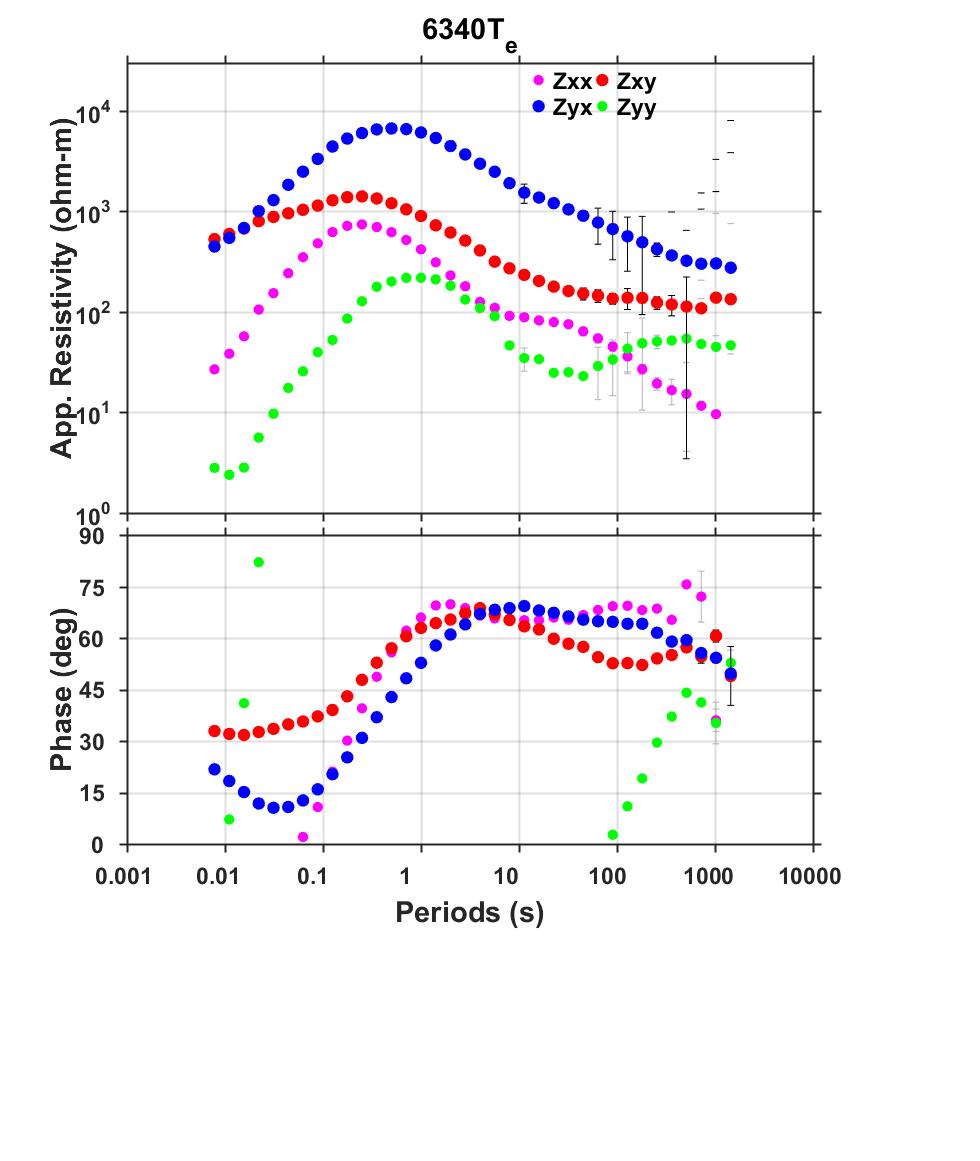 6340Te
Zxx Zxy
Zyx Zyy
App. Resistivity (ohm-m)
10^4
10^3
10^2
10^1
10^0
Phase (deg)
90
75
60
45
30
15
0
0.001 0.01 0.1 1 10 100 1000 10000
Periods (s)